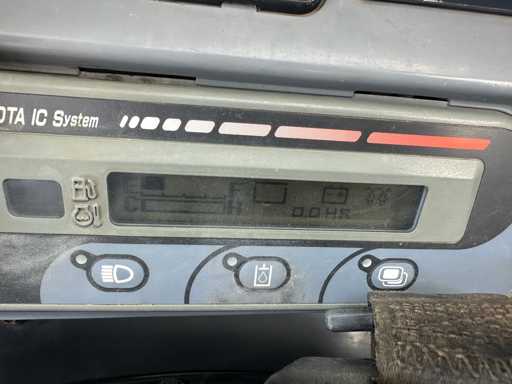 OTA IC System
F
C H
0.0 HS